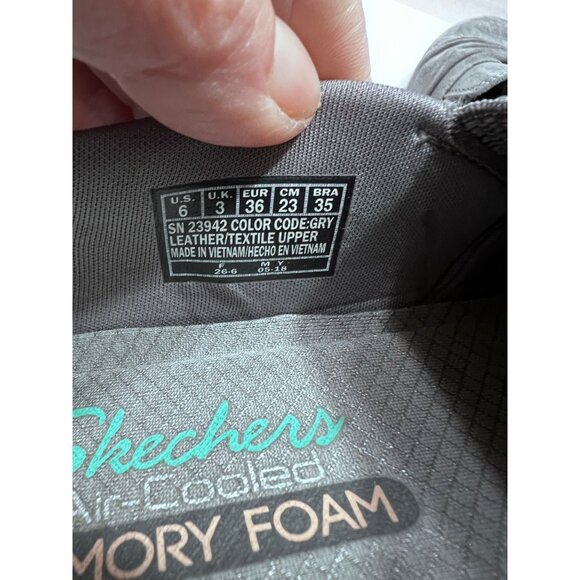 U.S. U.K. EUR CM BRA
6 3 36 23 35
SN 23942 COLOR CODE:GRY
LEATHER/TEXTILE UPPER
MADE IN VIETNAM/HECHO EN VIETNAM
F M Y
26-6 05-18
Skechers
Air-Cooled
MORY FOAM